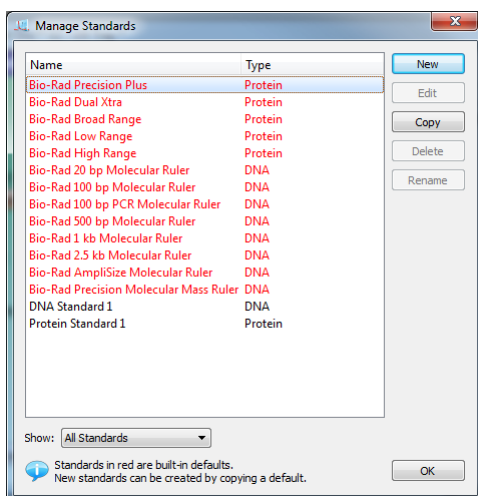 Manage Standards
Name Type
Bio-Rad Precision Plus Protein
Bio-Rad Dual Xtra Protein
Bio-Rad Broad Range Protein
Bio-Rad Low Range Protein
Bio-Rad High Range Protein
Bio-Rad 20 bp Molecular Ruler DNA
Bio-Rad 100 bp Molecular Ruler DNA
Bio-Rad 100 bp PCR Molecular Ruler DNA
Bio-Rad 500 bp Molecular Ruler DNA
Bio-Rad 1 kb Molecular Ruler DNA
Bio-Rad 2.5 kb Molecular Ruler DNA
Bio-Rad AmpliSize Molecular Ruler DNA
Bio-Rad Precision Molecular Mass Ruler DNA
DNA Standard 1 DNA
Protein Standard 1 Protein
New
Edit
Copy
Delete
Rename
Show: All Standards
Standards in red are built-in defaults.
New standards can be created by copying a default.
OK